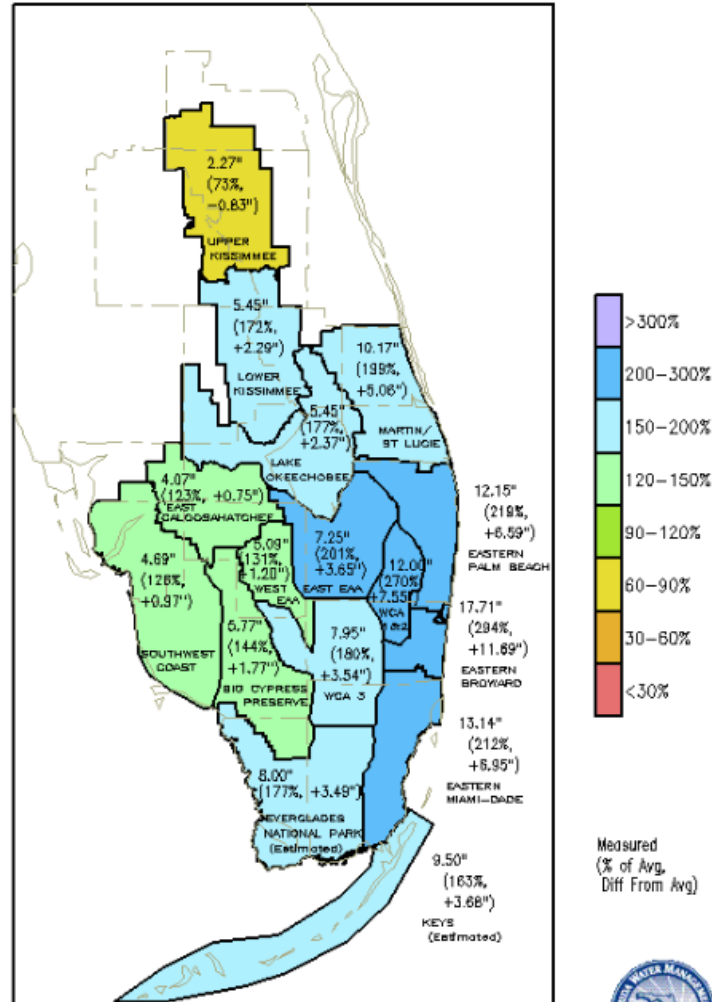 2.27"
(73%,
-0.83")
UPPER
KISSIMMEE
5.45"
(172%,
+2.29")
LOWER
KISSIMMEE
10.17"
(199%,
+5.06")
MARTIN/
ST LUCIE
5.45"
(177%,
+2.37")
LAKE
OKEECHOBEE
4.07"
(123%, +0.75")
EAST
CALOOSAHATCHEE
12.15"
(219%,
+6.59")
EASTERN
PALM BEACH
7.25"
(201%,
+3.65")
EAST EAA
5.09"
(131%,
+1.20")
WEST
EAA
12.00"
(270%,
+7.55")
WCA
1&2
4.69"
(126%,
+0.97")
SOUTHWEST
COAST
17.71"
(294%,
+11.69")
EASTERN
BROWARD
5.77"
(144%,
+1.77")
BIG CYPRESS
PRESERVE
7.95"
(180%,
+3.54")
WCA 3
13.14"
(212%,
+6.95")
EASTERN
MIAMI-DADE
8.00"
(177%, +3.49")
EVERGLADES
NATIONAL PARK
(Estimated)
9.50"
(163%,
+3.68")
KEYS
(Estimated)
>300%
200-300%
150-200%
120-150%
90-120%
60-90%
30-60%
<30%
Measured
(% of Avg,
Diff From Avg)
WATER